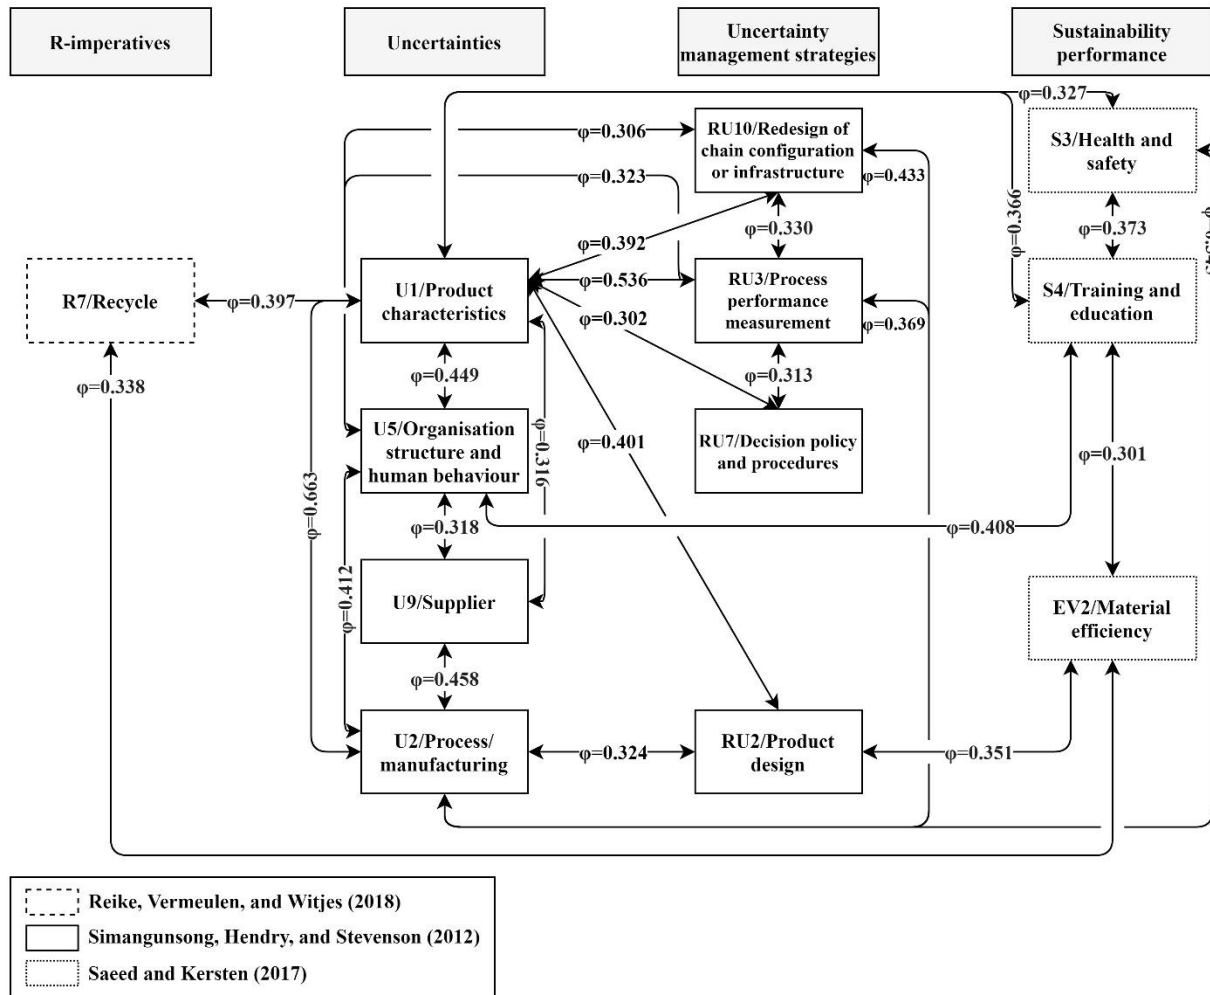 R-imperatives
Uncertainties
Uncertainty
management strategies
Sustainability
performance
φ=0.327
φ=0.306
RU10/Redesign of
chain configuration
or infrastructure
S3/Health and
safety
φ=0.433
φ=0.323
φ=0.366
φ=0.330
φ=0.373
φ=0.392
R7/Recycle
φ=0.397
U1/Product
characteristics
φ=0.536
RU3/Process
performance
measurement
φ=0.369
S4/Training and
education
φ=0.302
φ=0.338
φ=0.449
φ=0.313
φ=0.316
φ=0.401
U5/Organisation
structure and
human behaviour
RU7/Decision policy
and procedures
φ=0.301
φ=0.663
φ=0.318
φ=0.408
φ=0.412
U9/Supplier
EV2/Material
efficiency
φ=0.458
U2/Process/
manufacturing
φ=0.324
RU2/Product
design
φ=0.351
Reike, Vermeulen, and Witjes (2018)
Simangunsong, Hendry, and Stevenson (2012)
Saeed and Kersten (2017)